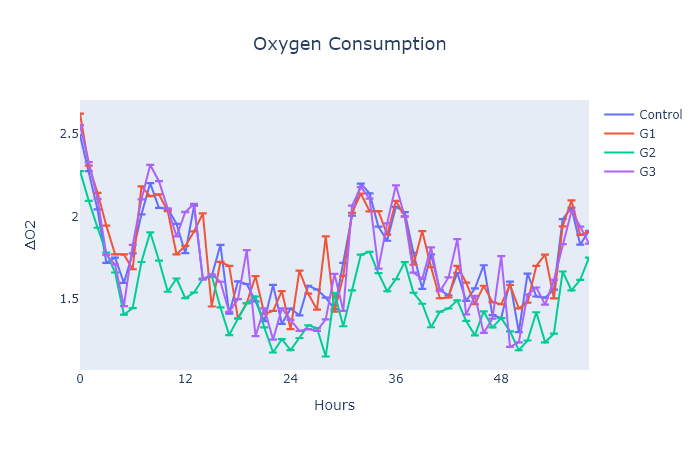 Oxygen Consumption
Control
G1
G2
G3
2.5
2
1.5
ΔO2
0
12
24
36
48
Hours